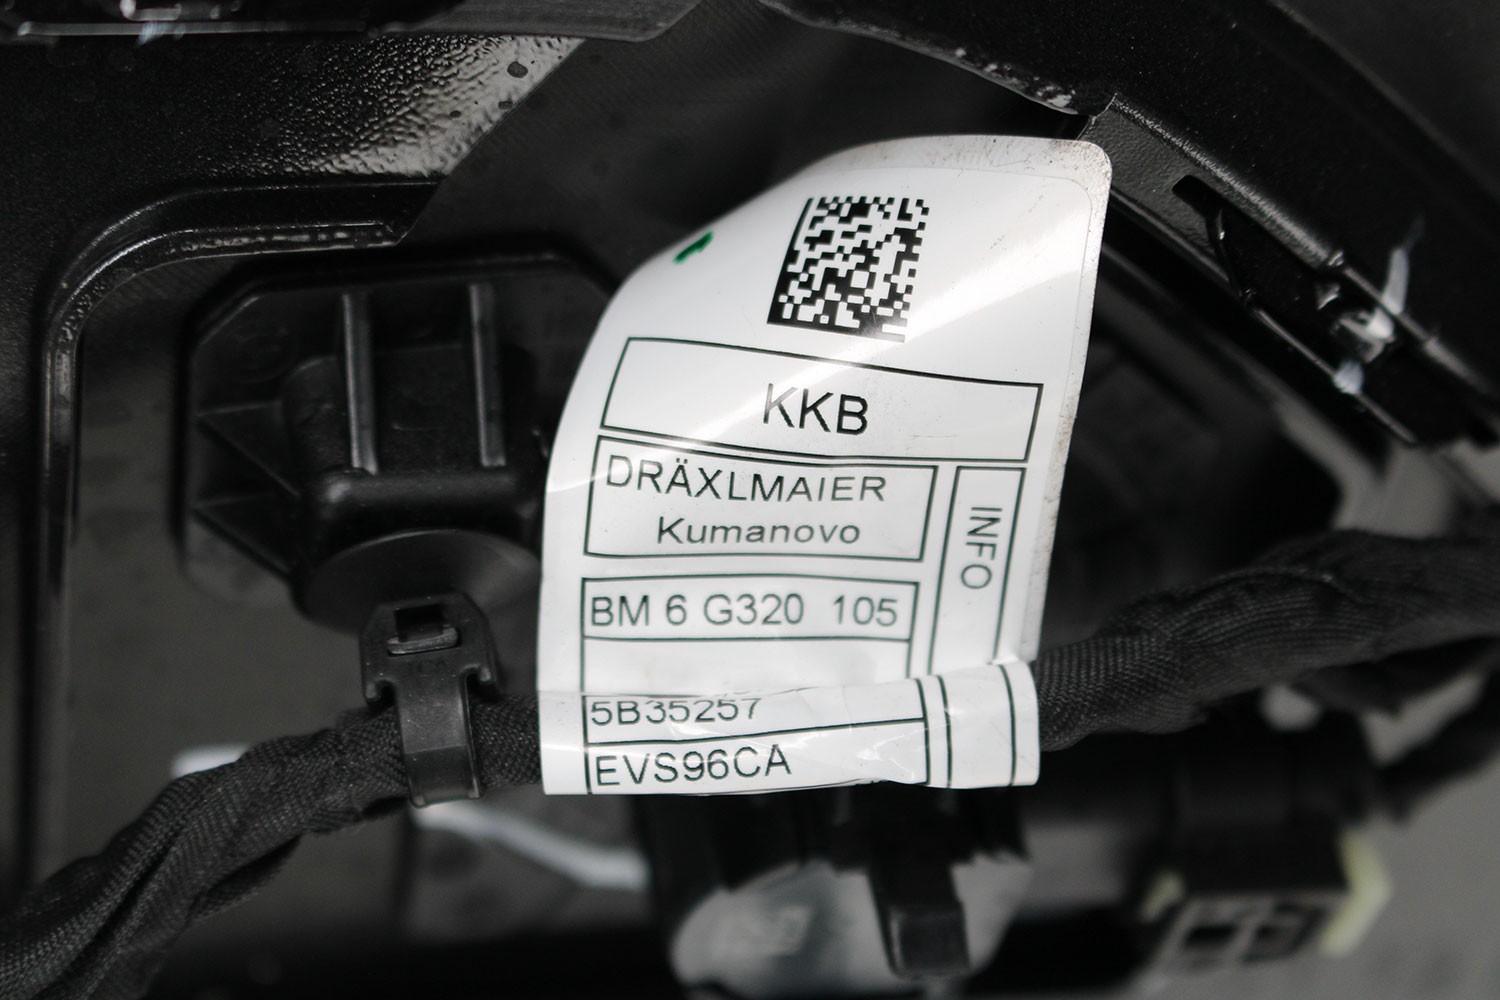 KKB
DRÄXLMAIER
Kumanovo
INFO
BM 6 G320 105
5B35257
EVS96CA